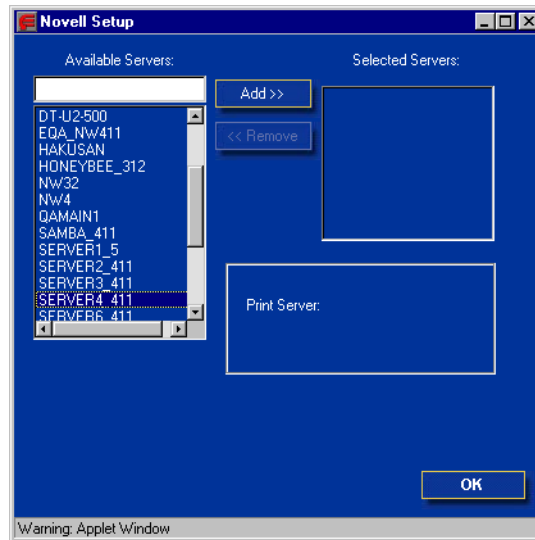 Novell Setup
Available Servers:
Selected Servers:
Add >>
<< Remove
DT-U2-500
EQA_NW411
HAKUSAN
HONEYBEE_312
NW32
NW4
QAMAIN1
SAMBA_411
SERVER1_5
SERVER2_411
SERVER3_411
SERVER4_411
SERVER6_411
Print Server:
OK
Warning: Applet Window